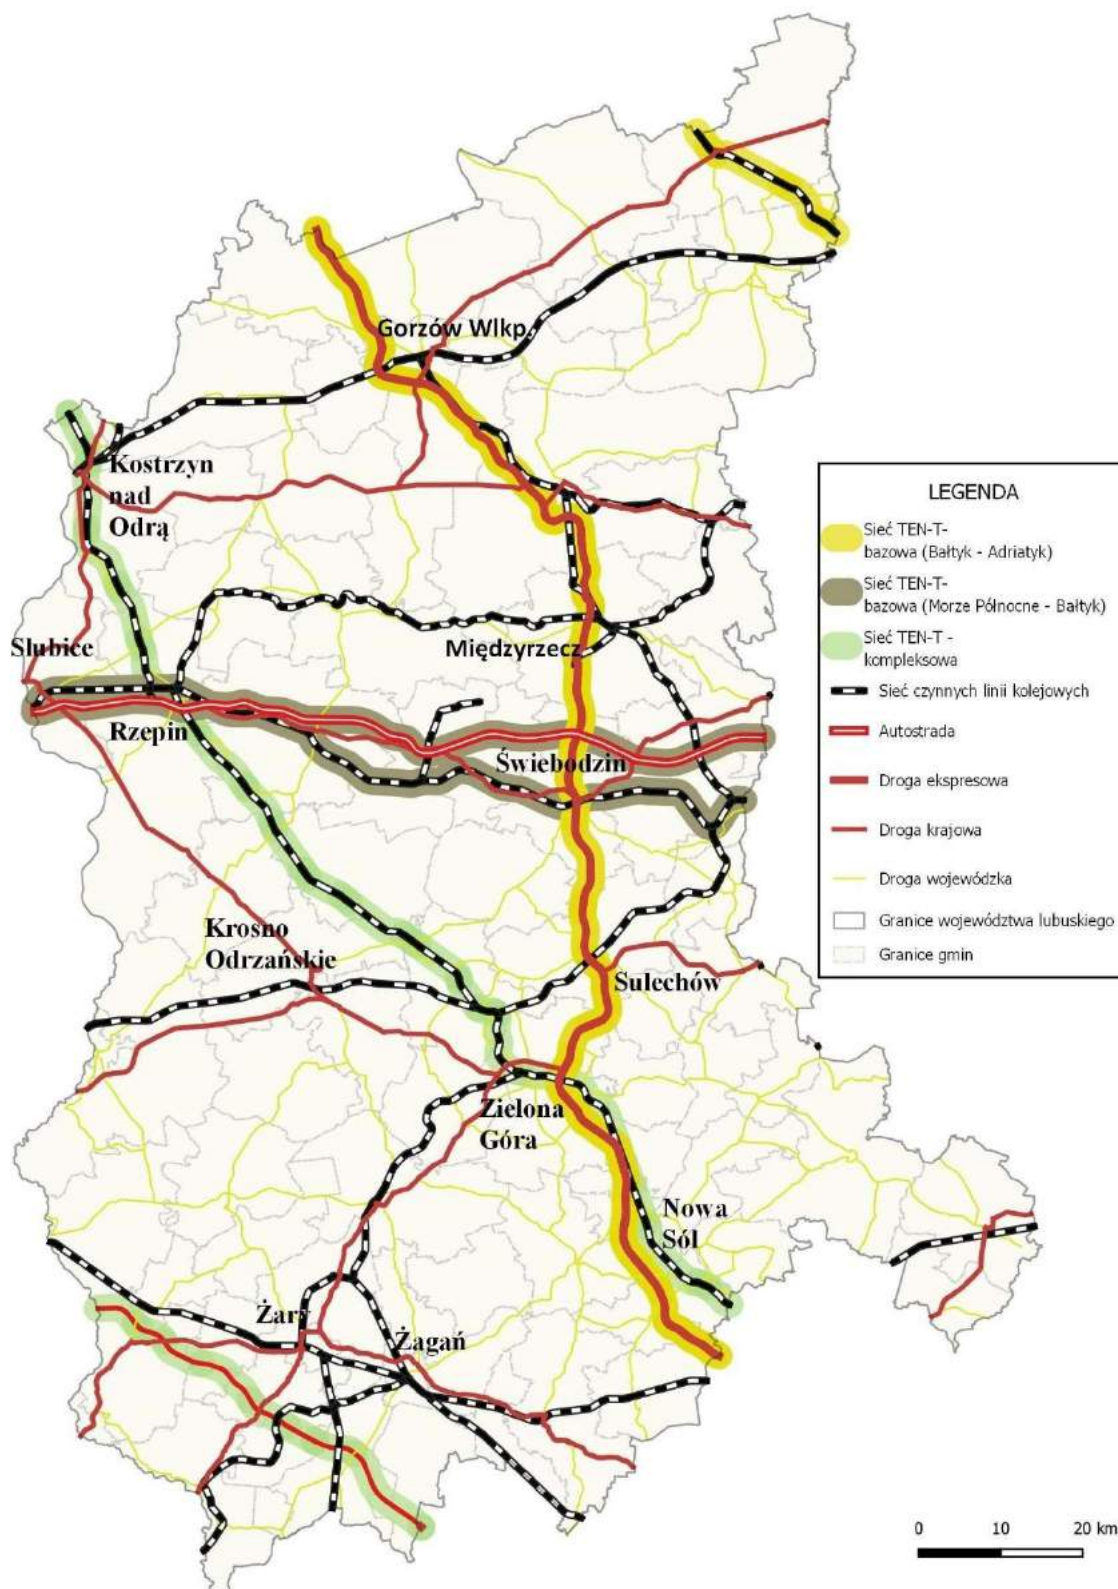 Gorzów Wlkp.
Kostrzyn
nad
Odrą
LEGENDA
Sieć TEN-T-
bazowa (Bałtyk - Adriatyk)
Sieć TEN-T-
bazowa (Morze Północne - Bałtyk)
Sieć TEN-T -
kompleksowa
Sieć czynnych linii kolejowych
Autostrada
Droga ekspresowa
Droga krajowa
Droga wojewódzka
Granice województwa lubuskiego
Granice gmin
Słubice
Międzyrzecz
Rzepin
Świebodzin
Krosno
Odrzańskie
Sulechów
Zielona
Góra
Nowa
Sól
Żary
Żagań
0 10 20 km